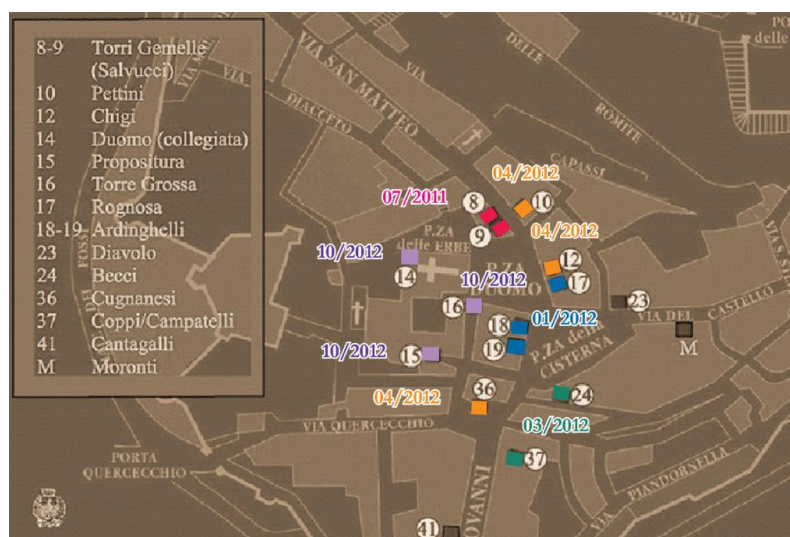 8-9 Torri Gemelle
(Salvucci)
10 Pettini
12 Chigi
14 Duomo (collegiata)
15 Propositura
16 Torre Grossa
17 Rognosa
18-19 Ardinghelli
23 Diavolo
24 Becci
36 Cugnanesi
37 Coppi/Campatelli
41 Cantagalli
M Moronti
VIA SAN MATTEO
VIA
DELLE
ROMITE
VIA
DIACCETO
CAPASSI
04/2012
07/2011
8
10
9
04/2012
P.ZA
delle ERBE
10/2012
12
14
10/2012
P.ZA
DUOMO
17
16
23
VIA DEL CASTELLO
01/2012
18
M
19
P.ZA della
CISTERNA
10/2012
15
36
04/2012
24
VIA QUERCECCHIO
03/2012
PORTA
QUERCECCHIO
37
PIANDORNELLA
VIA
OVANNI
41